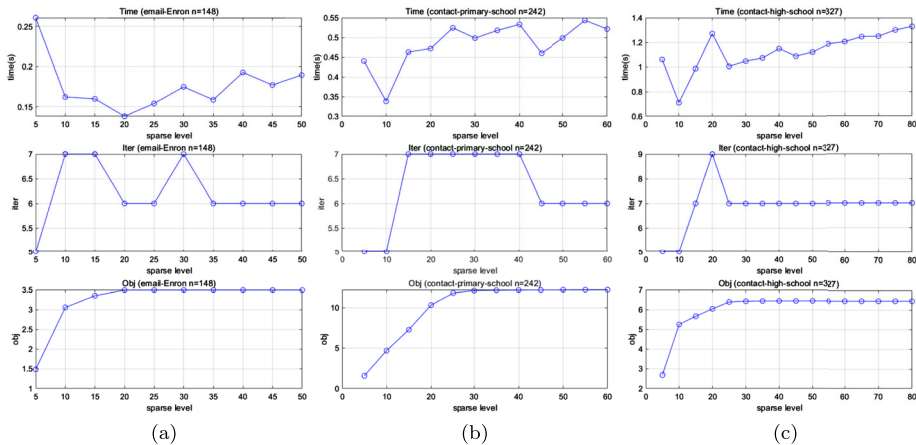 Time (email-Enron n=148)
0.25
0.2
0.15
time(s)
5 10 15 20 25 30 35 40 45 50
sparse level
Iter (email-Enron n=148)
7
6.5
6
5.5
5
iter
5 10 15 20 25 30 35 40 45 50
sparse level
Obj (email-Enron n=148)
3.5
3
2.5
2
1.5
1
obj
5 10 15 20 25 30 35 40 45 50
sparse level
(a)
Time (contact-primary-school n=242)
0.55
0.5
0.45
0.4
0.35
0.3
time(s)
0 10 20 30 40 50 60
sparse level
Iter (contact-primary-school n=242)
7
6.5
6
5.5
5
iter
0 10 20 30 40 50 60
sparse level
Obj (contact-primary-school n=242)
10
5
0
obj
0 10 20 30 40 50 60
sparse level
(b)
Time (contact-high-school n=327)
1.4
1.2
1
0.8
0.6
time(s)
0 10 20 30 40 50 60 70 80
sparse level
Iter (contact-high-school n=327)
9
8
7
6
5
iter
0 10 20 30 40 50 60 70 80
sparse level
Obj (contact-high-school n=327)
7
6
5
4
3
2
obj
0 10 20 30 40 50 60 70 80
sparse level
(c)